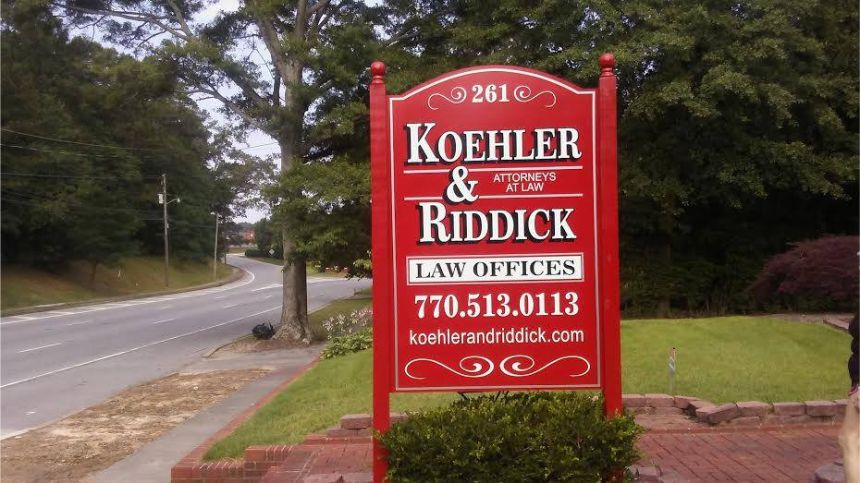 261
KOEHLER
& ATTORNEYS
AT LAW
RIDDICK
LAW OFFICES
770.513.0113
koehlerandriddick.com